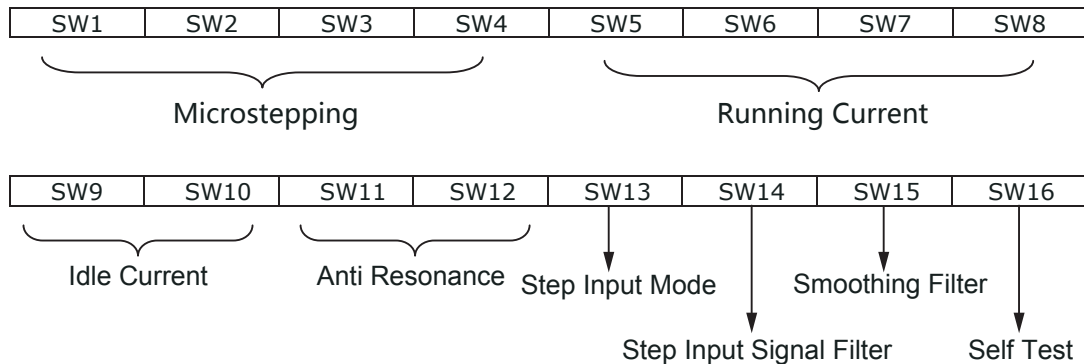 SW1 SW2 SW3 SW4 SW5 SW6 SW7 SW8
Microstepping Running Current
SW9 SW10 SW11 SW12 SW13 SW14 SW15 SW16
Idle Current Anti Resonance Step Input Mode Smoothing Filter
Step Input Signal Filter Self Test